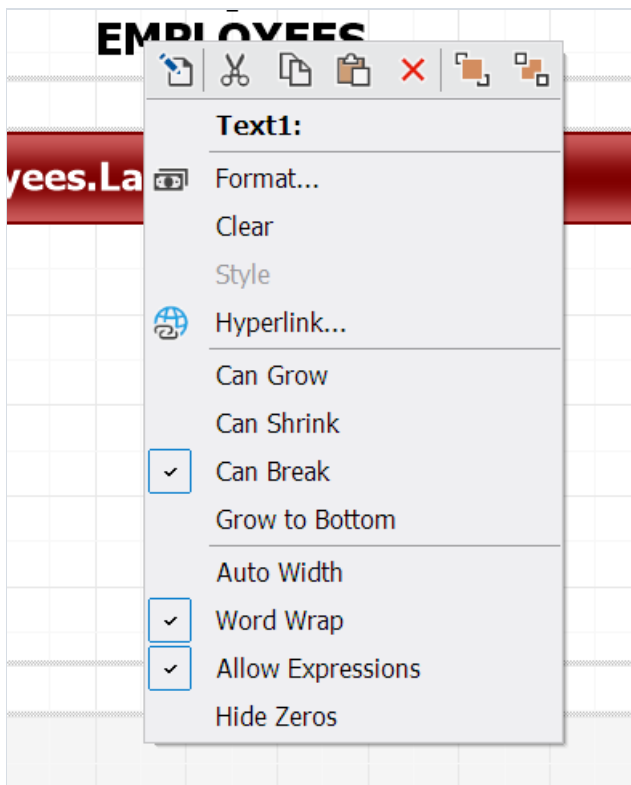 EMPLOYEES
Text1:
yees.La
Format...
Clear
Style
Hyperlink...
Can Grow
Can Shrink
Can Break
Grow to Bottom
Auto Width
Word Wrap
Allow Expressions
Hide Zeros